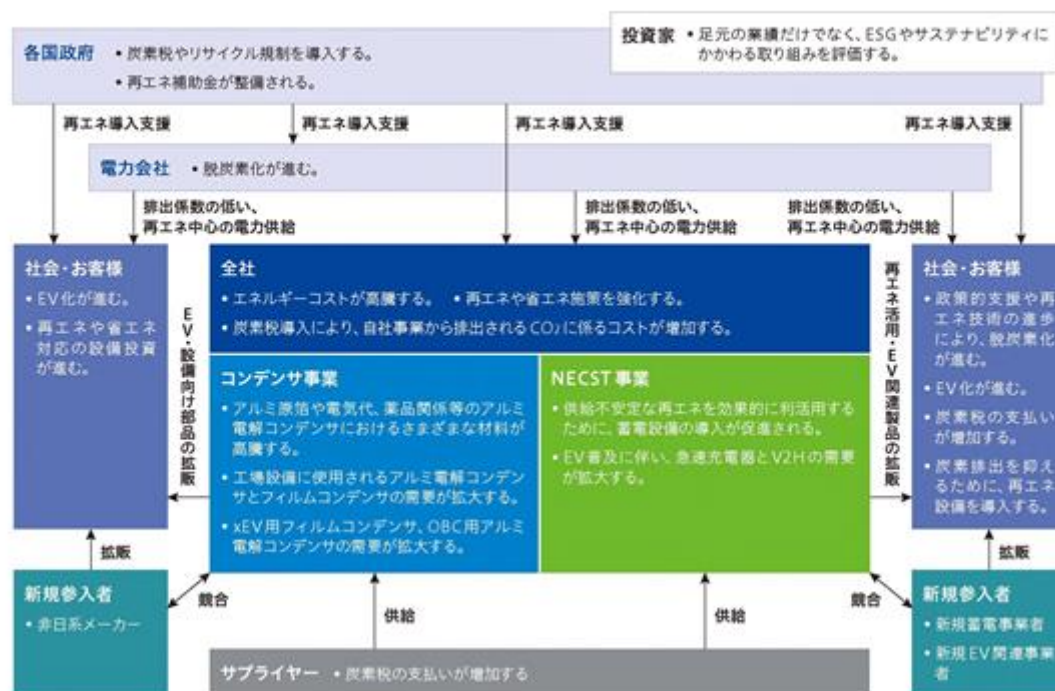 投資家 • 足元の業績だけでなく、ESGやサステナビリティに
かかわる取り組みを評価する。
各国政府 • 炭素税やリサイクル規制を導入する。
• 再エネ補助金が整備される。
再エネ導入支援
再エネ導入支援
再エネ導入支援
再エネ導入支援
電力会社 • 脱炭素化が進む。
排出係数の低い、
再エネ中心の電力供給
排出係数の低い、
再エネ中心の電力供給
排出係数の低い、
再エネ中心の電力供給
社会・お客様
• EV化が進む。
• 再エネや省エネ
対応の設備投資
が進む。
EV・設備向け部品の拡販
全社
• エネルギーコストが高騰する。 • 再エネや省エネ施策を強化する。
• 炭素税導入により、自社事業から排出されるCO₂に係るコストが増加する。
コンデンサ事業
• アルミ原箔や電気代、薬品関係等のアルミ
電解コンデンサにおけるさまざまな材料が
高騰する。
• 工場設備に使用されるアルミ電解コンデン
サとフィルムコンデンサの需要が拡大する。
• xEV用フィルムコンデンサ、OBC用アルミ
電解コンデンサの需要が拡大する。
NECST事業
• 供給不安定な再エネを効果的に利活用する
ために、蓄電設備の導入が促進される。
• EV普及に伴い、急速充電器とV2Hの需要
が拡大する。
再エネ活用・EV関連製品の拡販
社会・お客様
• 政策的支援や再
エネ技術の進歩
により、脱炭素化
が進む。
• EV化が進む。
• 炭素税の支払い
が増加する。
• 炭素排出を抑え
るために、再エネ
設備を導入する。
拡販
拡販
新規参入者
• 非日系メーカー
競合
供給
供給
競合
新規参入者
• 新規蓄電事業者
• 新規EV関連事業
者
サプライヤー • 炭素税の支払いが増加する